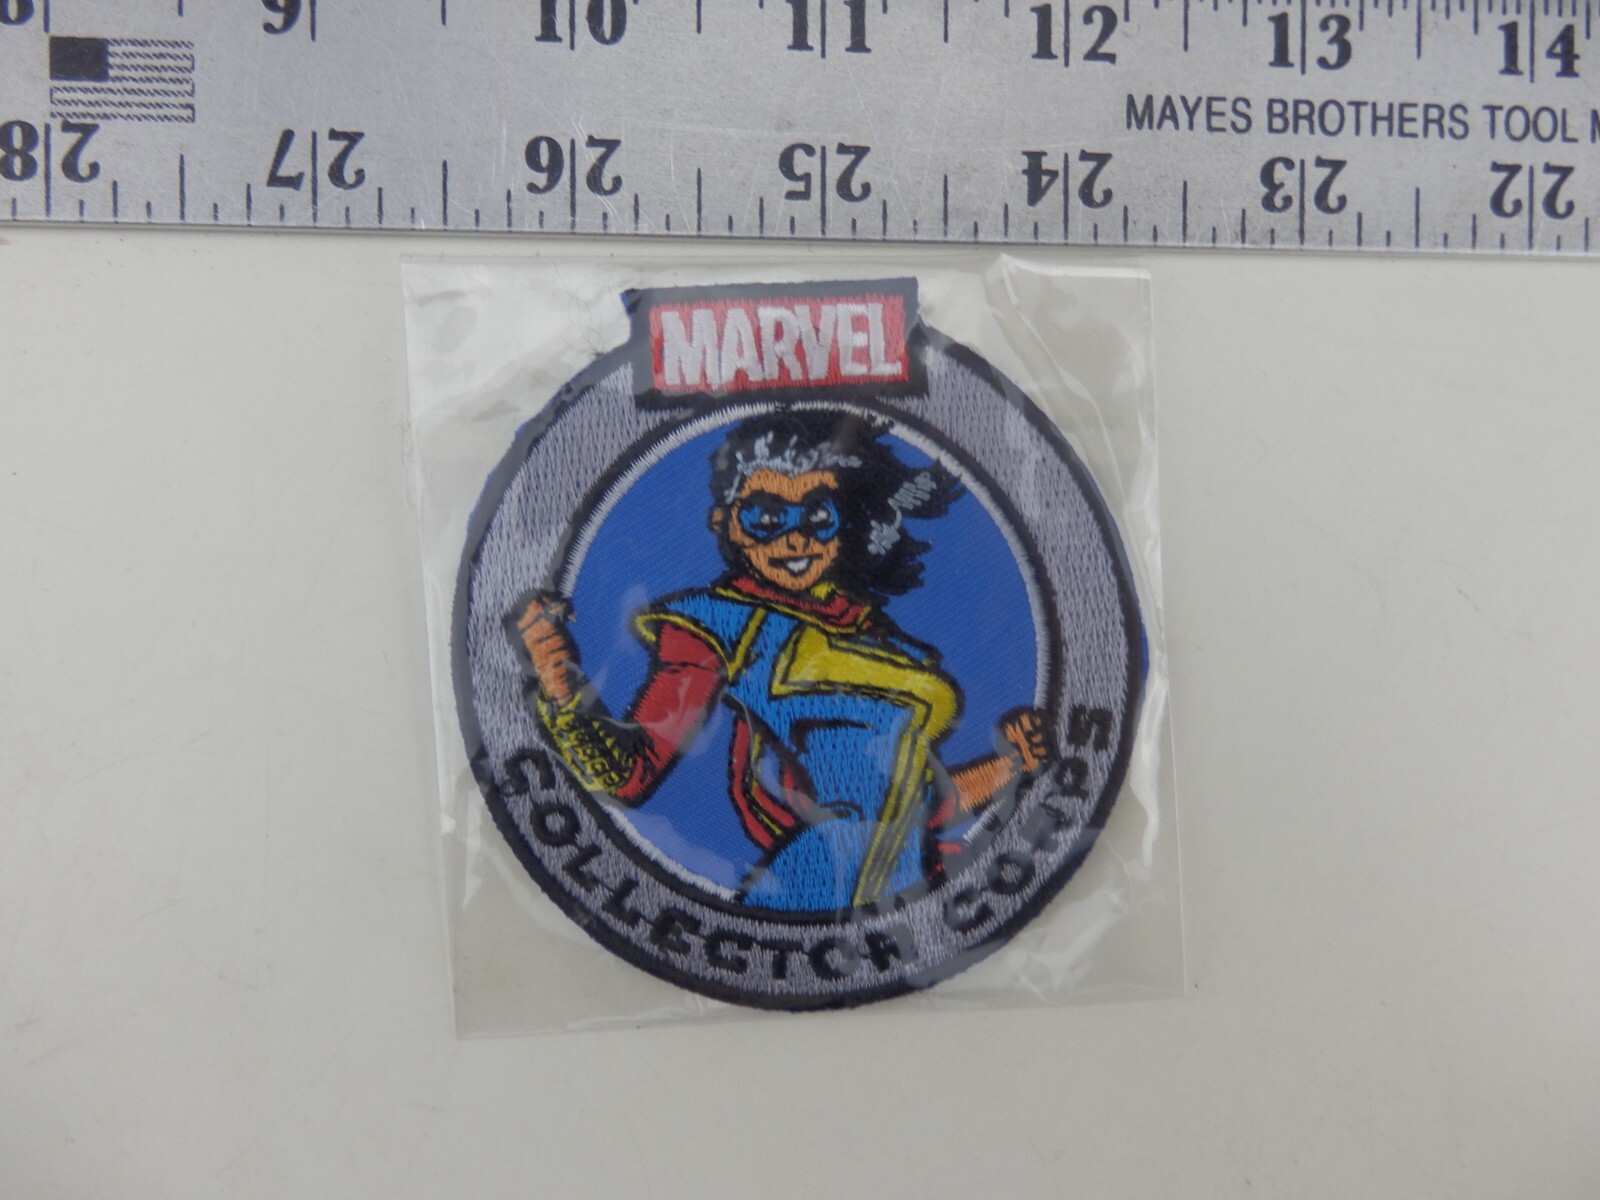 8 9 10 11 12 13 14
MAYES BROTHERS TOOL M
28 27 26 25 24 23 22
MARVEL
COLLECTOR CORPS